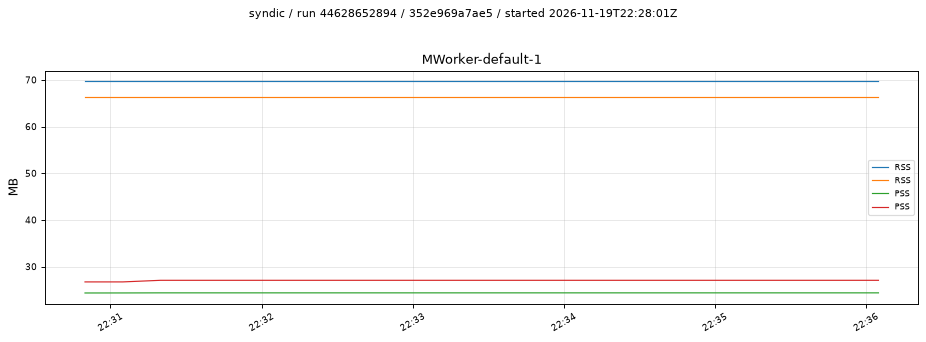 syndic / run 44628652894 / 352e969a7ae5 / started 2026-11-19T22:28:01Z
MWorker-default-1
70
60
50
40
30
MB
RSS
RSS
PSS
PSS
22:31
22:32
22:33
22:34
22:35
22:36